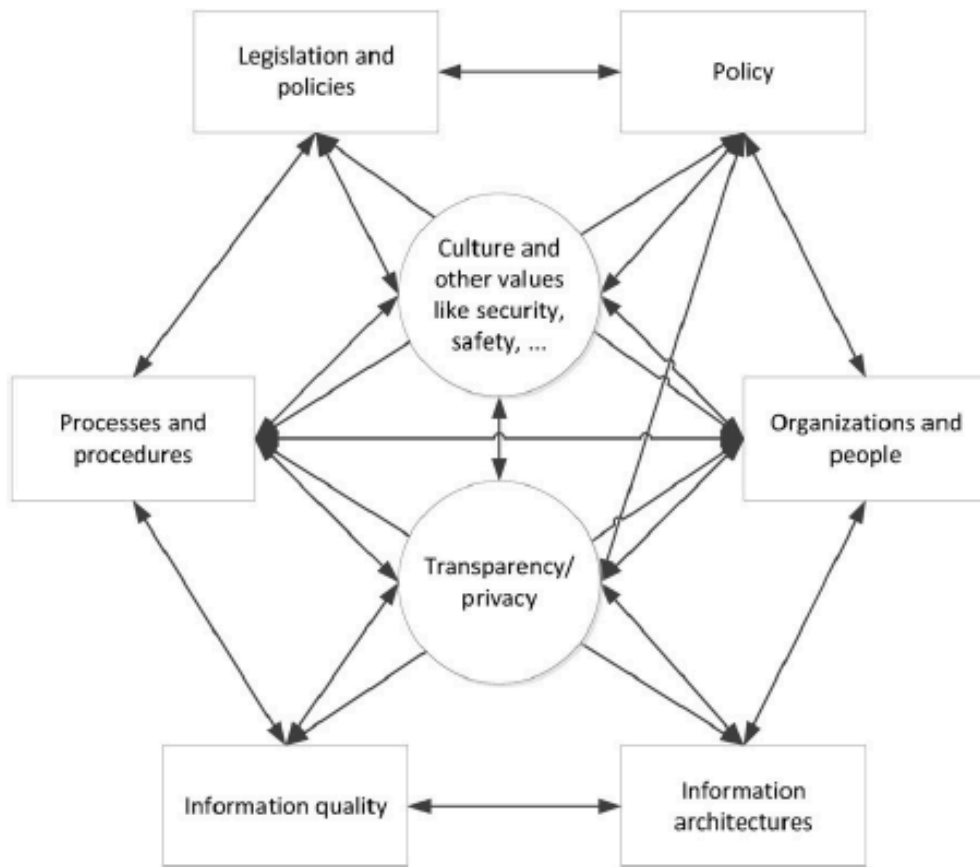 Legislation and
policies
Policy
Culture and
other values
like security,
safety, ...
Processes and
procedures
Organizations and
people
Transparency/
privacy
Information quality
Information
architectures